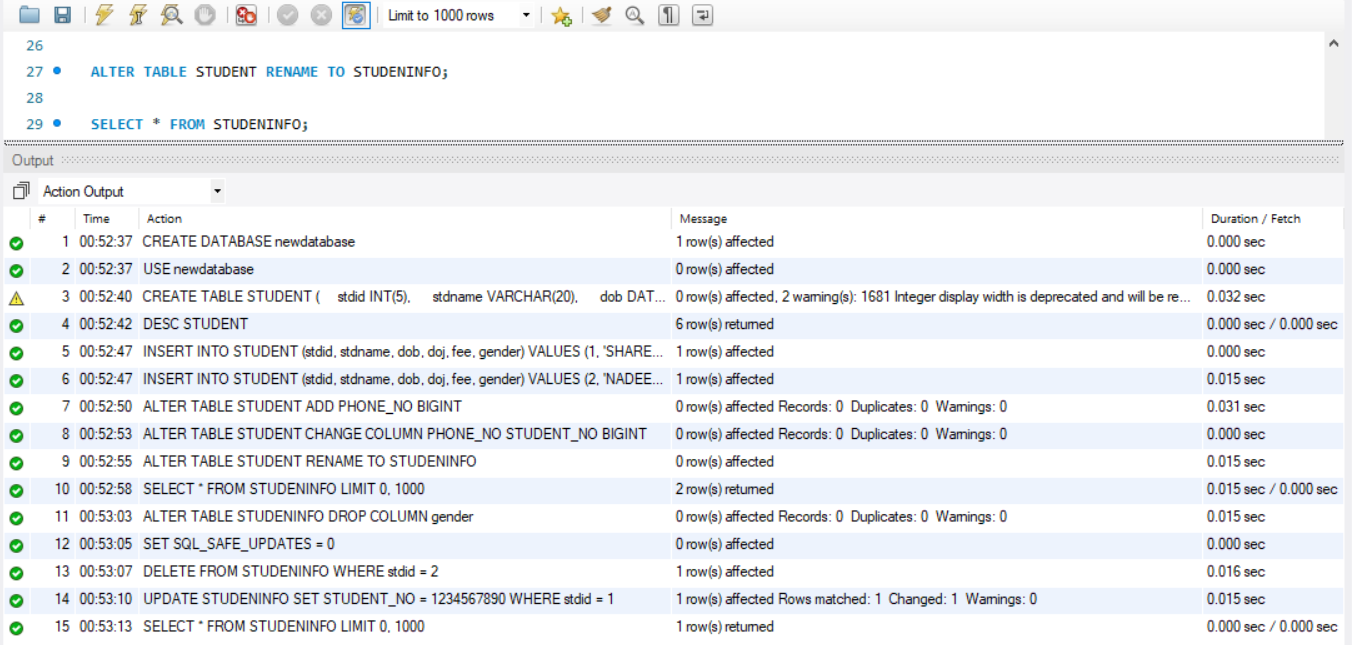 Limit to 1000 rows
26
27 ALTER TABLE STUDENT RENAME TO STUDENINFO;
28
29 SELECT * FROM STUDENINFO;
Output
Action Output
# Time Action Message Duration / Fetch
1 00:52:37 CREATE DATABASE newdatabase 1 row(s) affected 0.000 sec
2 00:52:37 USE newdatabase 0 row(s) affected 0.000 sec
3 00:52:40 CREATE TABLE STUDENT ( stdid INT(5), stdname VARCHAR(20), dob DAT... 0 row(s) affected, 2 warning(s): 1681 Integer display width is deprecated and will be re... 0.032 sec
4 00:52:42 DESC STUDENT 6 row(s) returned 0.000 sec / 0.000 sec
5 00:52:47 INSERT INTO STUDENT (stdid, stdname, dob, doj, fee, gender) VALUES (1, 'SHARE... 1 row(s) affected 0.000 sec
6 00:52:47 INSERT INTO STUDENT (stdid, stdname, dob, doj, fee, gender) VALUES (2, 'NADEE... 1 row(s) affected 0.015 sec
7 00:52:50 ALTER TABLE STUDENT ADD PHONE_NO BIGINT 0 row(s) affected Records: 0 Duplicates: 0 Warnings: 0 0.031 sec
8 00:52:53 ALTER TABLE STUDENT CHANGE COLUMN PHONE_NO STUDENT_NO BIGINT 0 row(s) affected Records: 0 Duplicates: 0 Warnings: 0 0.000 sec
9 00:52:55 ALTER TABLE STUDENT RENAME TO STUDENINFO 0 row(s) affected 0.015 sec
10 00:52:58 SELECT * FROM STUDENINFO LIMIT 0, 1000 2 row(s) returned 0.015 sec / 0.000 sec
11 00:53:03 ALTER TABLE STUDENINFO DROP COLUMN gender 0 row(s) affected Records: 0 Duplicates: 0 Warnings: 0 0.015 sec
12 00:53:05 SET SQL_SAFE_UPDATES = 0 0 row(s) affected 0.000 sec
13 00:53:07 DELETE FROM STUDENINFO WHERE stdid = 2 1 row(s) affected 0.016 sec
14 00:53:10 UPDATE STUDENINFO SET STUDENT_NO = 1234567890 WHERE stdid = 1 1 row(s) affected Rows matched: 1 Changed: 1 Warnings: 0 0.015 sec
15 00:53:13 SELECT * FROM STUDENINFO LIMIT 0, 1000 1 row(s) returned 0.000 sec / 0.000 sec